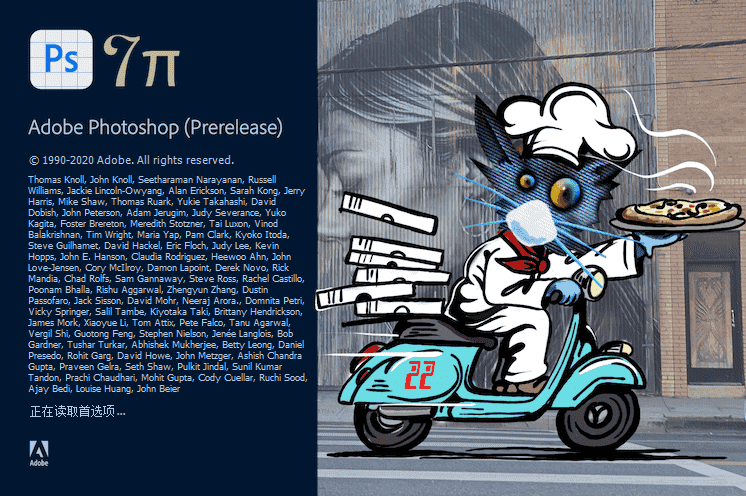 Ps 7π
Adobe Photoshop (Prerelease)
© 1990-2020 Adobe. All rights reserved.
Thomas Knoll, John Knoll, Seetharaman Narayanan, Russell
Williams, Jackie Lincoln-Owyang, Alan Erickson, Sarah Kong, Jerry
Harris, Mike Shaw, Thomas Ruark, Yukie Takahashi, David
Dobish, John Peterson, Adam Jerugim, Judy Severance, Yuko
Kagita, Foster Brereton, Meredith Stotzner, Tai Luxon, Vinod
Balakrishnan, Tim Wright, Maria Yap, Pam Clark, Kyoko Itoda,
Steve Guilhamet, David Hackel, Eric Floch, Judy Lee, Kevin
Hopps, John E. Hanson, Claudia Rodriguez, Heewoo Ahn, John
Love-Jensen, Cory McIlroy, Damon Lapoint, Derek Novo, Rick
Mandia, Chad Rolfs, Sam Gannaway, Steve Ross, Rachel Castillo,
Poonam Bhalla, Rishu Aggarwal, Zhengyun Zhang, Dustin
Passofaro, Jack Sisson, David Mohr, Neeraj Arora., Domnita Petri,
Vicky Springer, Salil Tambe, Kiyotaka Taki, Brittany Hendrickson,
James Mork, Xiaoyue Li, Tom Attix, Pete Falco, Tanu Agarwal,
Vergil Shi, Guotong Feng, Stephen Nielson, Jenée Langlois, Bob
Gardner, Tushar Turkar, Abhishek Mukherjee, Betty Leong, Daniel
Presedo, Rohit Garg, David Howe, John Metzger, Ashish Chandra
Gupta, Praveen Gelra, Seth Shaw, Pulkit Jindal, Sunil Kumar
Tandon, Prachi Chaudhari, Mohit Gupta, Cody Cuellar, Ruchi Sood,
Ajay Bedi, Louise Huang, John Beier
正在读取首选项...
Adobe
22